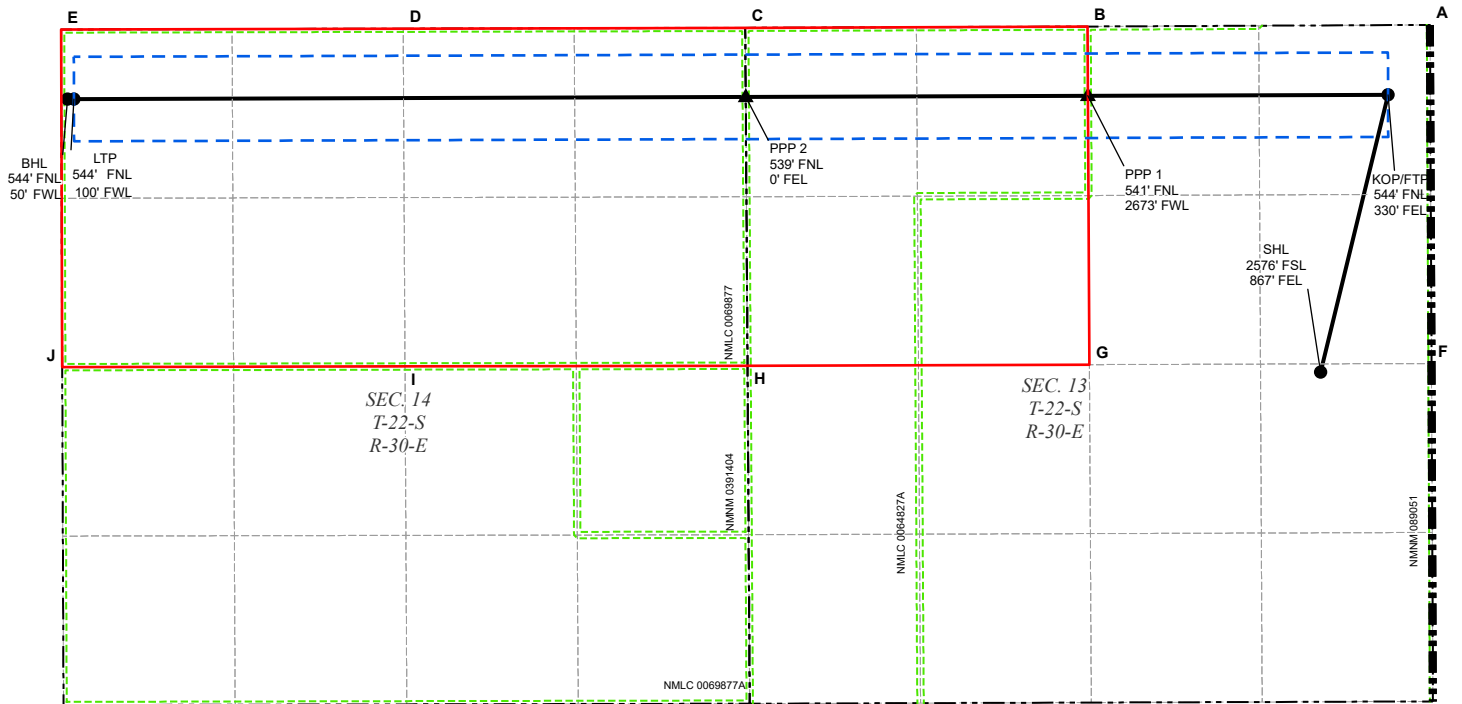 E
D
C
B
A
BHL
544' FNL
50' FWL
LTP
544' FNL
100' FWL
PPP 2
539' FNL
0' FEL
PPP 1
541' FNL
2673' FWL
KOP/FTP
544' FNL
330' FEL
SHL
2576' FSL
867' FEL
NMLC 0069877
J
I
H
G
F
SEC. 14
T-22-S
R-30-E
SEC. 13
T-22-S
R-30-E
NMNM 0391404
NMLC 0064827A
NMNM 089051
NMLC 0069877A